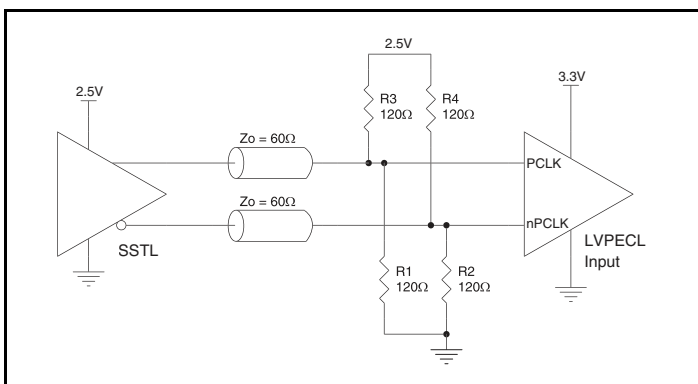 2.5V
2.5V
3.3V
R3
120Ω
R4
120Ω
Zo = 60Ω
PCLK
Zo = 60Ω
nPCLK
SSTL
LVPECL
Input
R1
120Ω
R2
120Ω